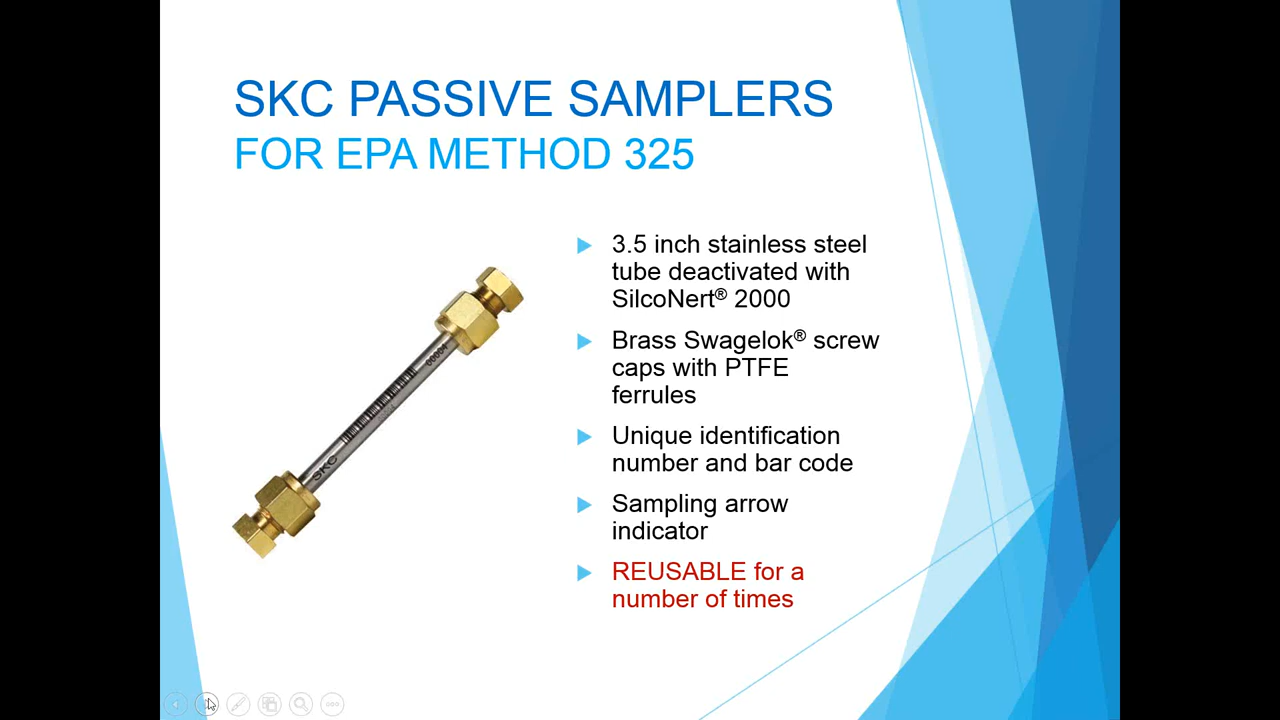 SKC PASSIVE SAMPLERS
FOR EPA METHOD 325
3.5 inch stainless steel
tube deactivated with
SilcoNert® 2000
Brass Swagelok® screw
caps with PTFE
ferrules
Unique identification
number and bar code
Sampling arrow
indicator
REUSABLE for a
number of times
00004
SKC